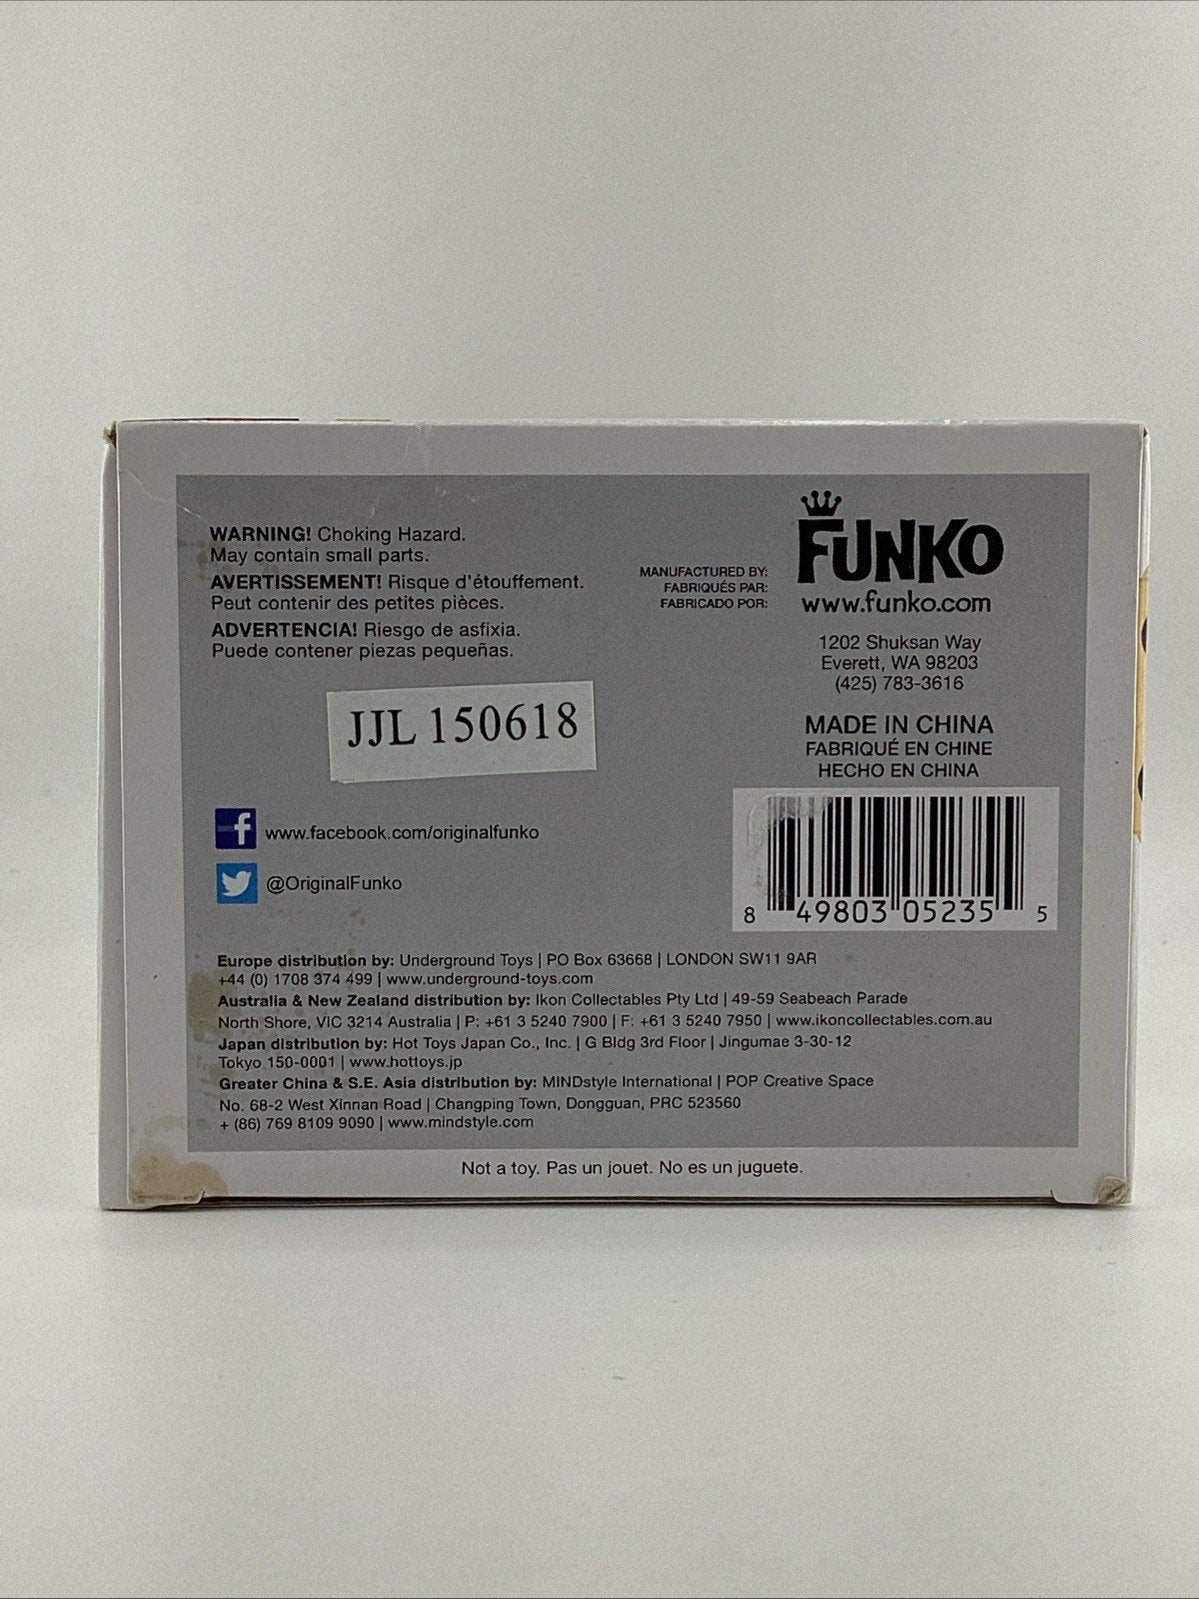 WARNING! Choking Hazard.
May contain small parts.
AVERTISSEMENT! Risque d'étouffement.
Peut contenir des petites pièces.
ADVERTENCIA! Riesgo de asfixia.
Puede contener piezas pequeñas.
MANUFACTURED BY:
FABRIQUÉS PAR:
FABRICADO POR:
FUNKO
www.funko.com
1202 Shuksan Way
Everett, WA 98203
(425) 783-3616
MADE IN CHINA
FABRIQUÉ EN CHINE
HECHO EN CHINA
JJL 150618
www.facebook.com/originalfunko
@OriginalFunko
8 49803 05235 5
Europe distribution by: Underground Toys | PO Box 63668 | LONDON SW11 9AR
+44 (0) 1708 374 499 | www.underground-toys.com
Australia & New Zealand distribution by: Ikon Collectables Pty Ltd | 49-59 Seabeach Parade
North Shore, VIC 3214 Australia | P: +61 3 5240 7900 | F: +61 3 5240 7950 | www.ikoncollectables.com.au
Japan distribution by: Hot Toys Japan Co., Inc. | G Bldg 3rd Floor | Jingumae 3-30-12
Tokyo 150-0001 | www.hottoys.jp
Greater China & S.E. Asia distribution by: MINDstyle International | POP Creative Space
No. 68-2 West Xinnan Road | Changping Town, Dongguan, PRC 523560
+ (86) 769 8109 9090 | www.mindstyle.com
Not a toy. Pas un jouet. No es un juguete.